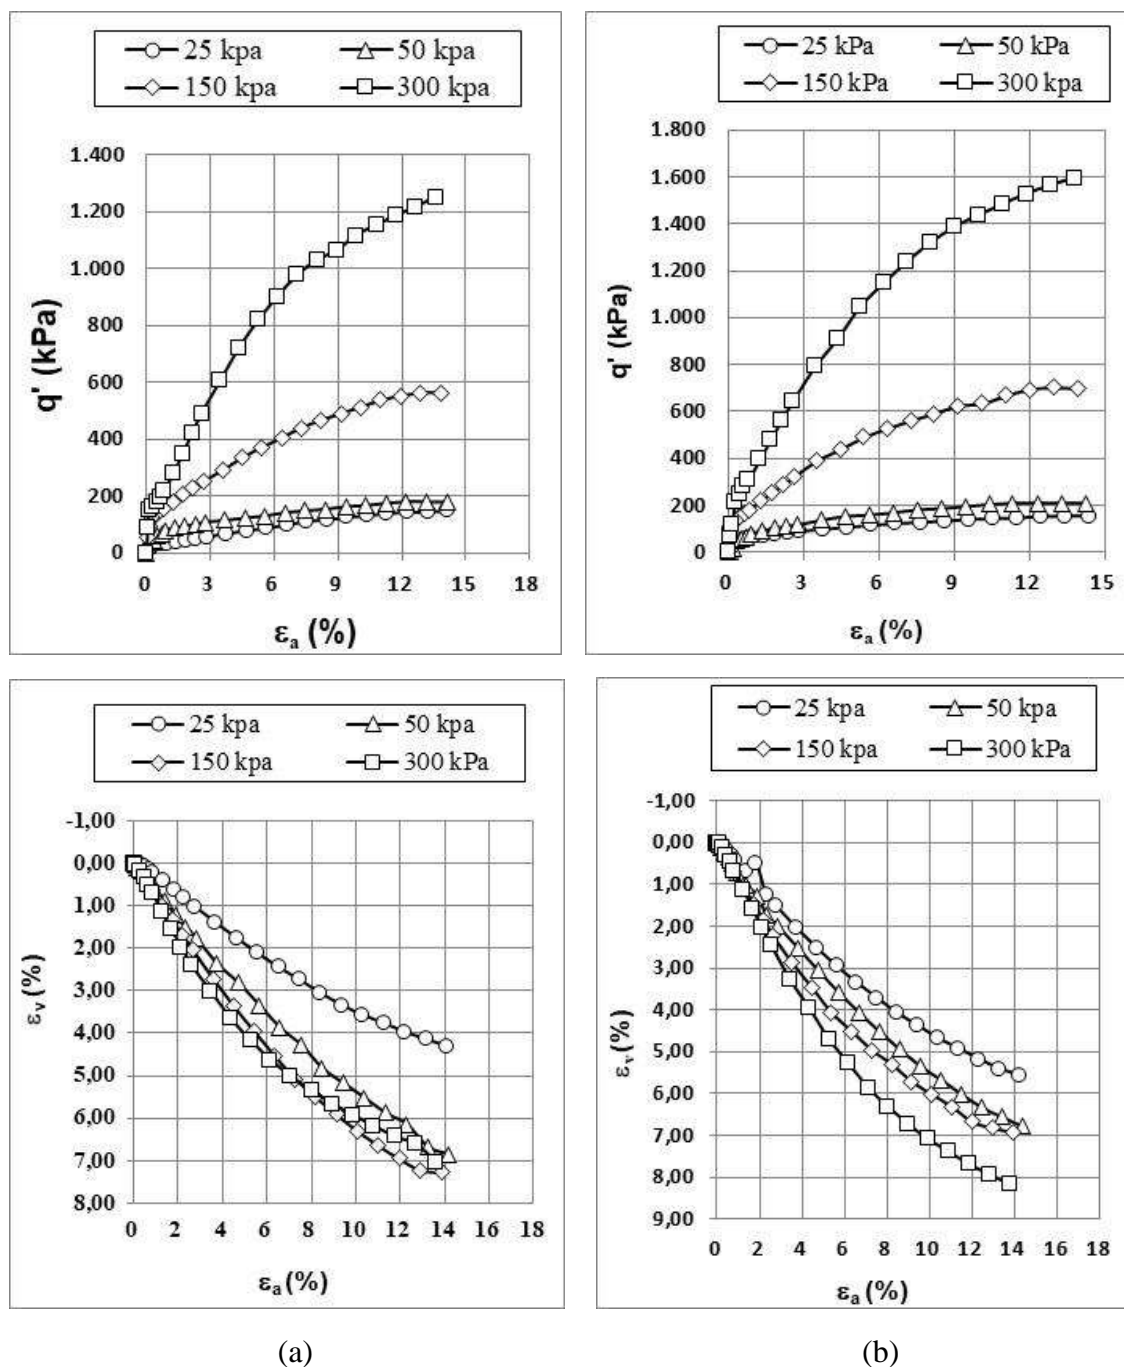 25 kpa 50 kpa
150 kpa 300 kpa
1.400
1.200
1.000
800
600
400
200
0
q' (kPa)
0 3 6 9 12 15 18
εa (%)
25 kPa 50 kPa
150 kPa 300 kpa
1.800
1.600
1.400
1.200
1.000
800
600
400
200
0
q' (kPa)
0 3 6 9 12 15
εa (%)
25 kpa 50 kpa
150 kpa 300 kPa
-1,00
0,00
1,00
2,00
3,00
4,00
5,00
6,00
7,00
8,00
εv (%)
0 2 4 6 8 10 12 14 16 18
εa (%)
25 kpa 50 kpa
150 kpa 300 kPa
-1,00
0,00
1,00
2,00
3,00
4,00
5,00
6,00
7,00
8,00
9,00
εv (%)
0 2 4 6 8 10 12 14 16 18
εa (%)
(a) (b)